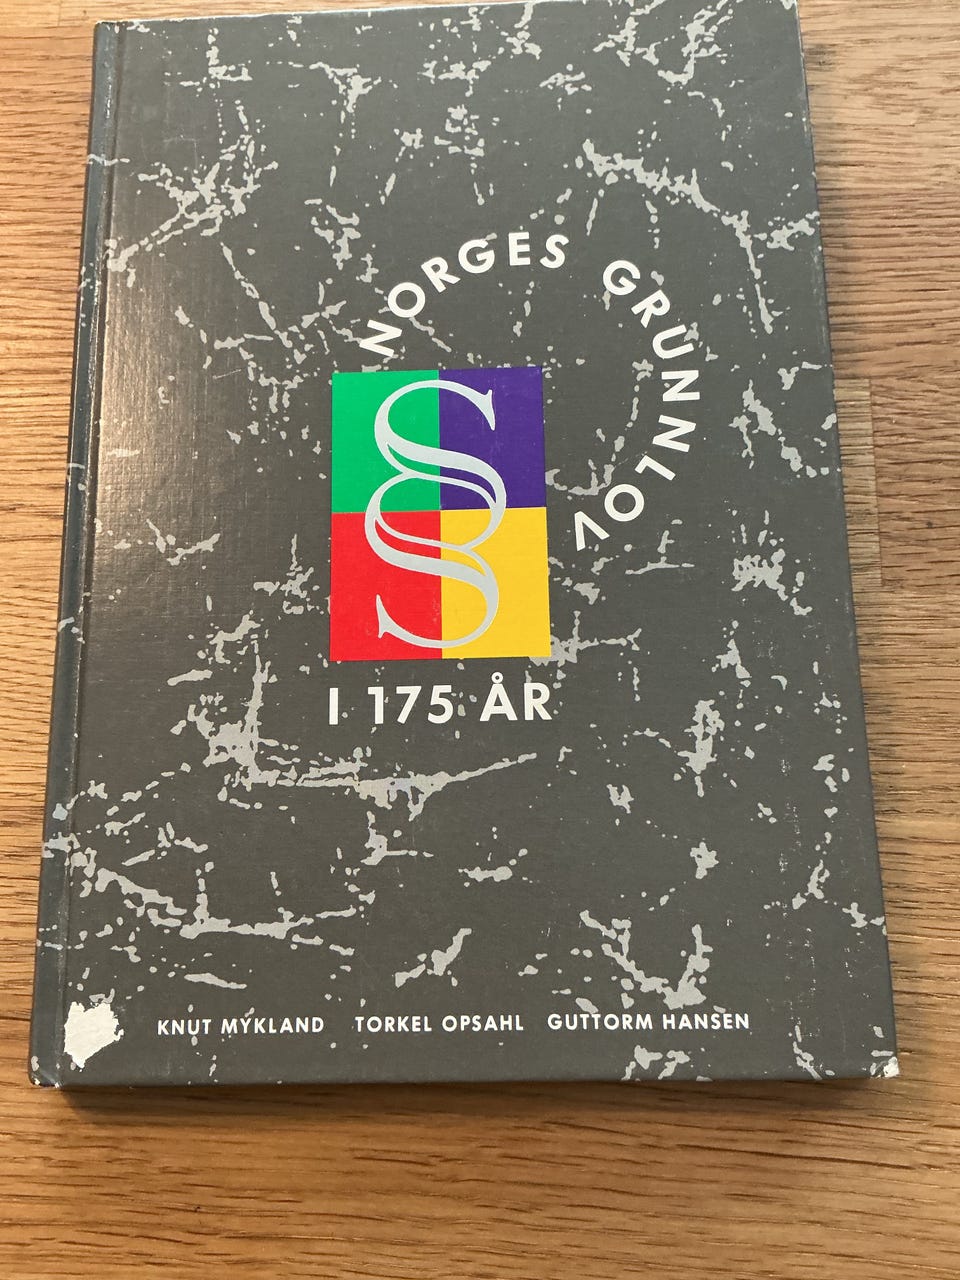 NORGES GRUNNLOV
§
I 175 ÅR
KNUT MYKLAND TORKEL OPSAHL GUTTORM HANSEN